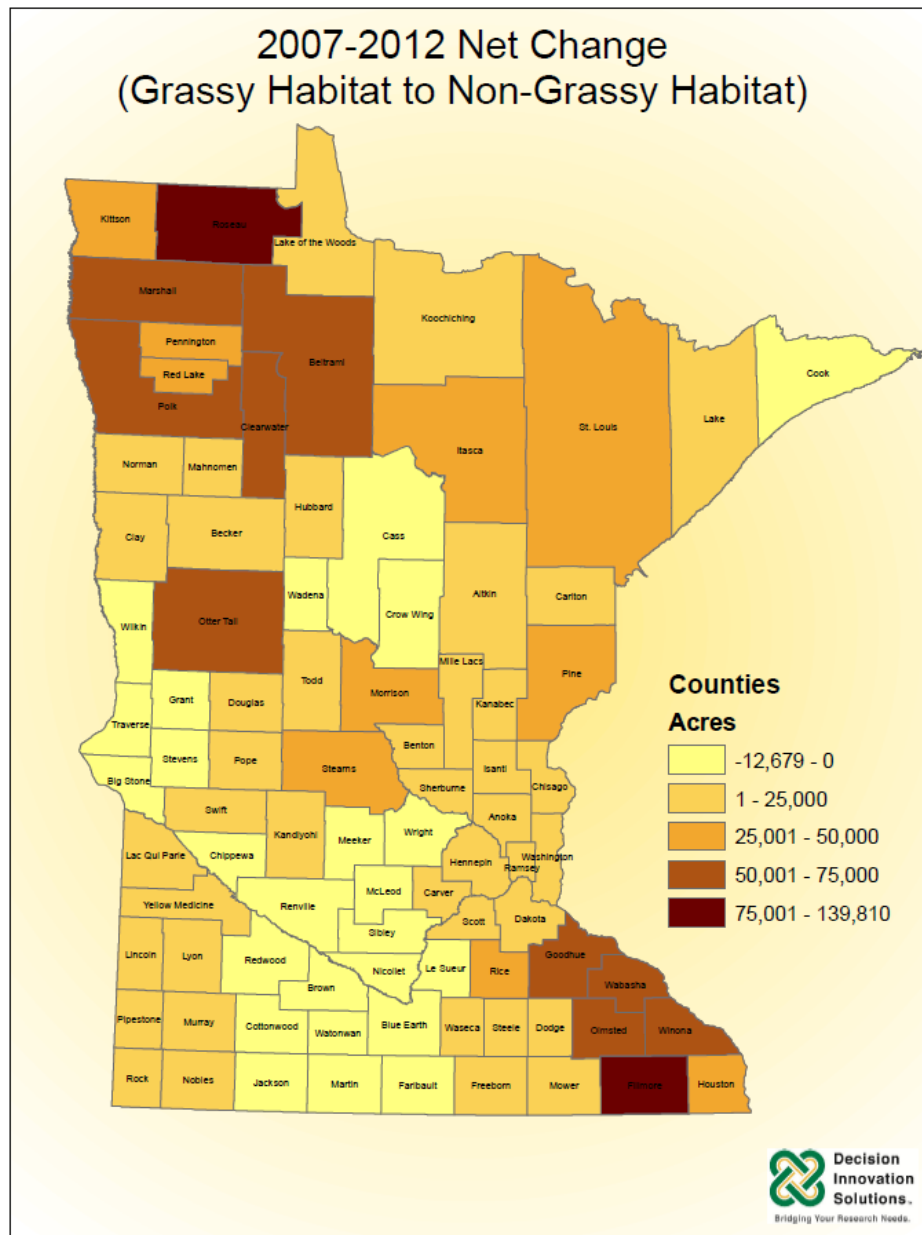 2007-2012 Net Change
(Grassy Habitat to Non-Grassy Habitat)
Kittson
Roseau
Lake of the Woods
Marshall
Koochiching
Pennington
Beltrami
Cook
Red Lake
Polk
Clearwater
St. Louis
Lake
Itasca
Norman
Mahnomen
Hubbard
Clay
Becker
Cass
Wadena
Aitkin
Carlton
Crow Wing
Otter Tail
Wilkin
Mille Lacs
Pine
Todd
Morrison
Grant
Douglas
Kanabec
Traverse
Benton
Stevens
Pope
Stearns
Isanti
Big Stone
Sherburne
Chisago
Swift
Anoka
Kandiyohi
Wright
Meeker
Chippewa
Lac Qui Parle
Hennepin
Washington
Ramsey
McLeod
Carver
Yellow Medicine
Renville
Scott
Dakota
Sibley
Lincoln
Lyon
Redwood
Nicollet
Le Sueur
Rice
Goodhue
Wabasha
Brown
Pipestone
Murray
Cottonwood
Watonwan
Blue Earth
Waseca
Steele
Dodge
Olmsted
Winona
Rock
Nobles
Jackson
Martin
Faribault
Freeborn
Mower
Fillmore
Houston
Counties
Acres
-12,679 - 0
1 - 25,000
25,001 - 50,000
50,001 - 75,000
75,001 - 139,810
Decision
Innovation
Solutions™
Bridging Your Research Needs.